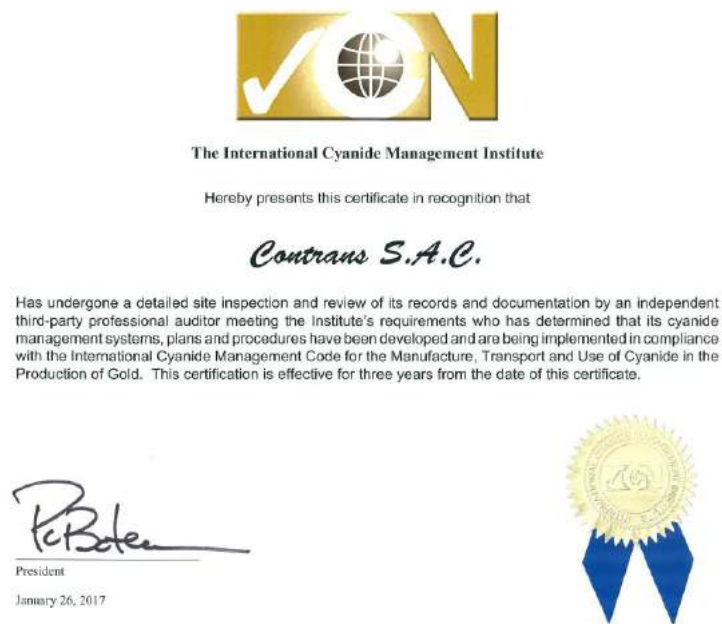 The International Cyanide Management Institute
Hereby presents this certificate in recognition that
Contrans S.A.C.
Has undergone a detailed site inspection and review of its records and documentation by an independent
third-party professional auditor meeting the Institute's requirements who has determined that its cyanide
management systems, plans and procedures have been developed and are being implemented in compliance
with the International Cyanide Management Code for the Manufacture, Transport and Use of Cyanide in the
Production of Gold. This certification is effective for three years from the date of this certificate.
President
January 26, 2017